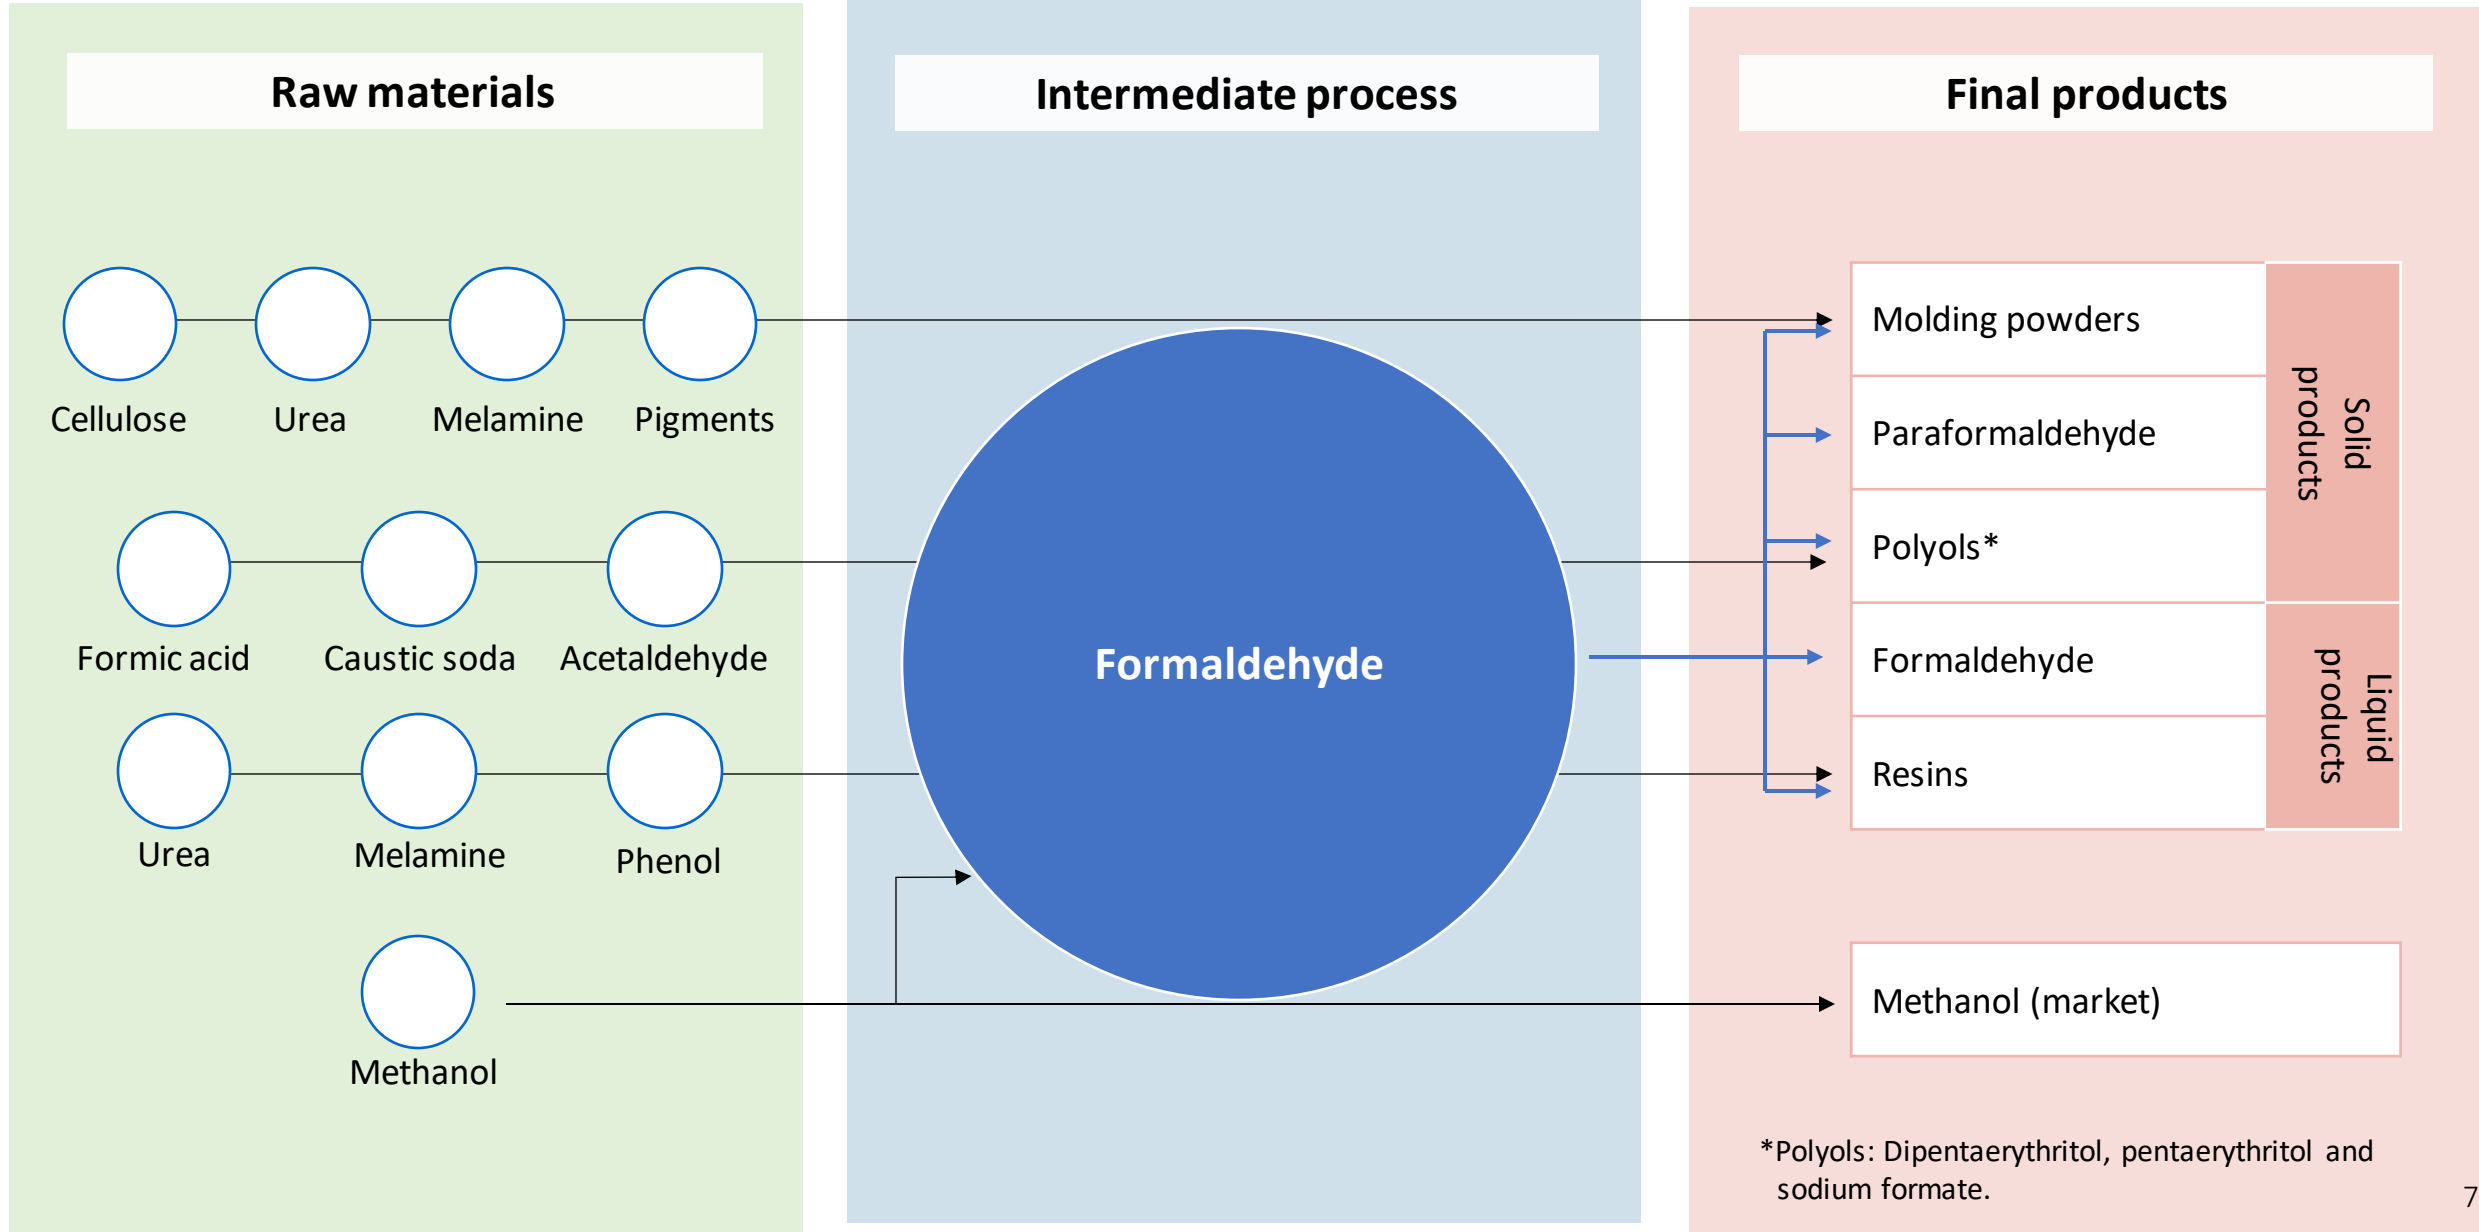 Raw materials
Intermediate process
Final products
Cellulose
Urea
Melamine
Pigments
Formic acid
Caustic soda
Acetaldehyde
Urea
Melamine
Phenol
Methanol
Formaldehyde
Molding powders
Paraformaldehyde
Polyols*
Formaldehyde
Resins
Solid
products
Liquid
products
Methanol (market)
*Polyols: Dipentaerythritol, pentaerythritol and
sodium formate.
7